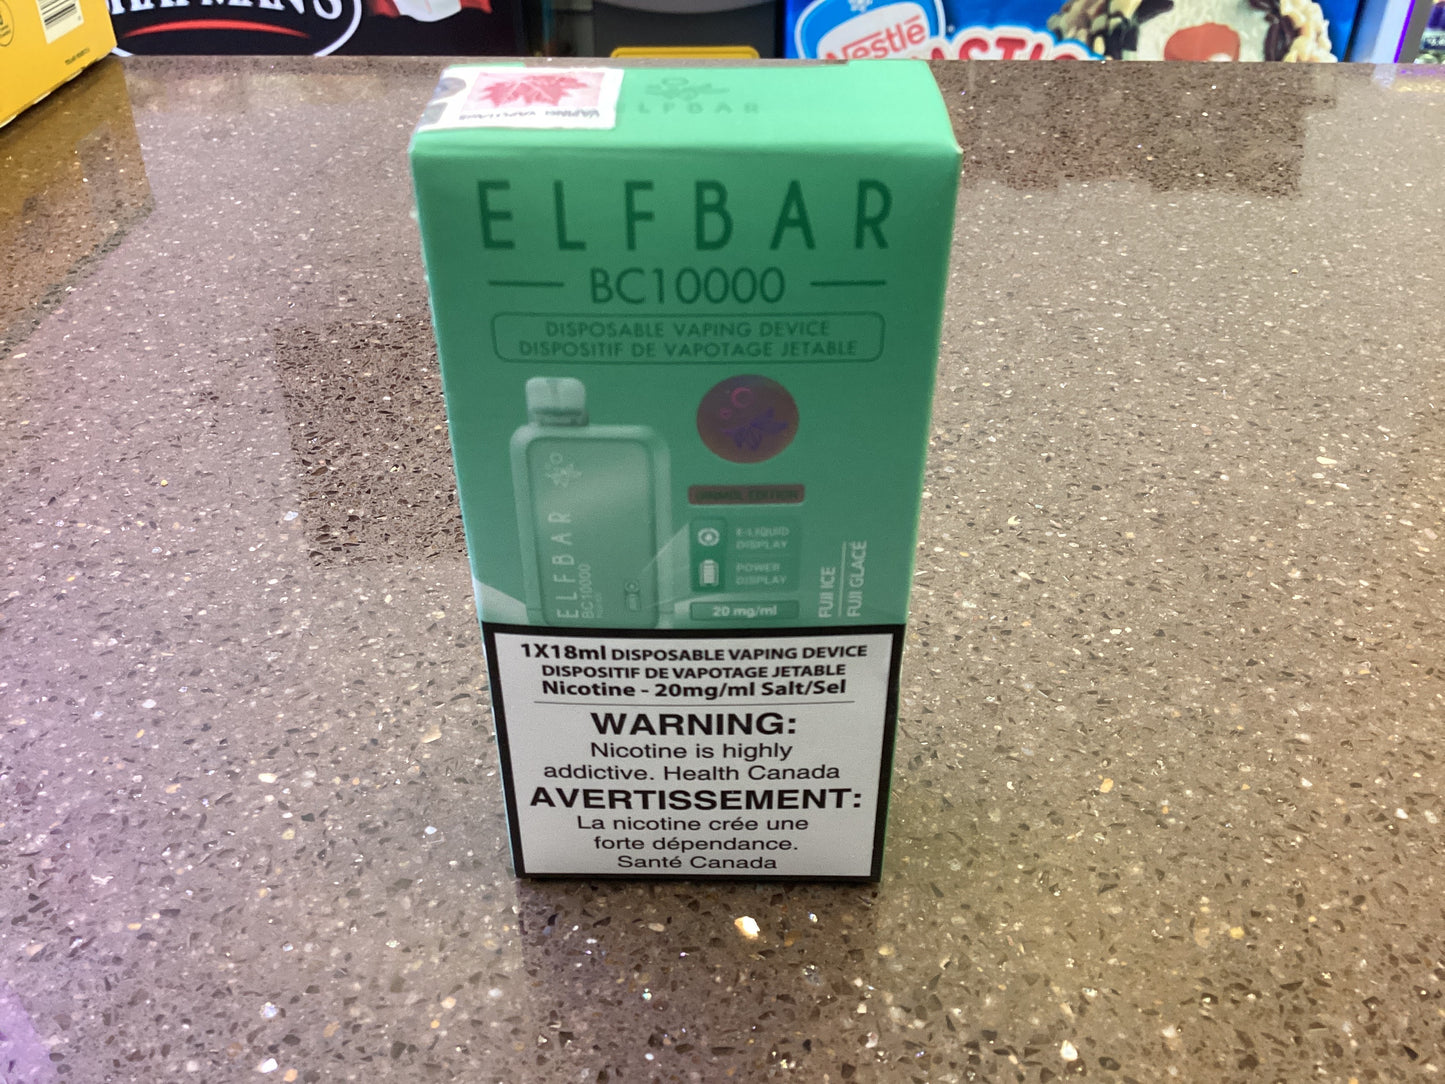 CHAPMAN'S
Nestlé
ELFBAR
ELFBAR
BC10000
DISPOSABLE VAPING DEVICE
DISPOSITIF DE VAPOTAGE JETABLE
E-LIQUID
DISPLAY
POWER
DISPLAY
20 mg/ml
FUJI ICE
FUJI GLACÉ
ELFBAR
BC10000
1X18ml DISPOSABLE VAPING DEVICE
DISPOSITIF DE VAPOTAGE JETABLE
Nicotine - 20mg/ml Salt/Sel
WARNING:
Nicotine is highly
addictive. Health Canada
AVERTISSEMENT:
La nicotine crée une
forte dépendance.
Santé Canada